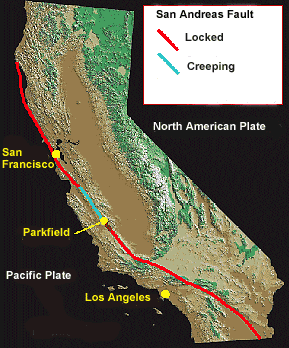 San Andreas Fault
Locked
Creeping
North American Plate
San
Francisco
Parkfield
Pacific Plate
Los Angeles